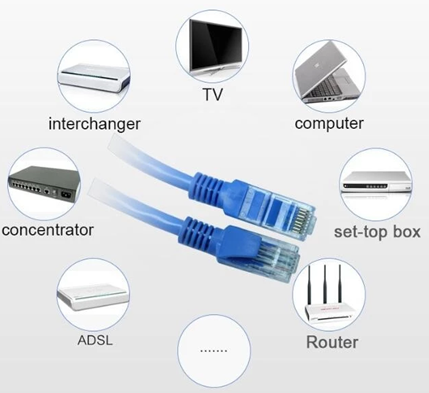 TV
interchanger
computer
concentrator
set-top box
ADSL
Router
.......